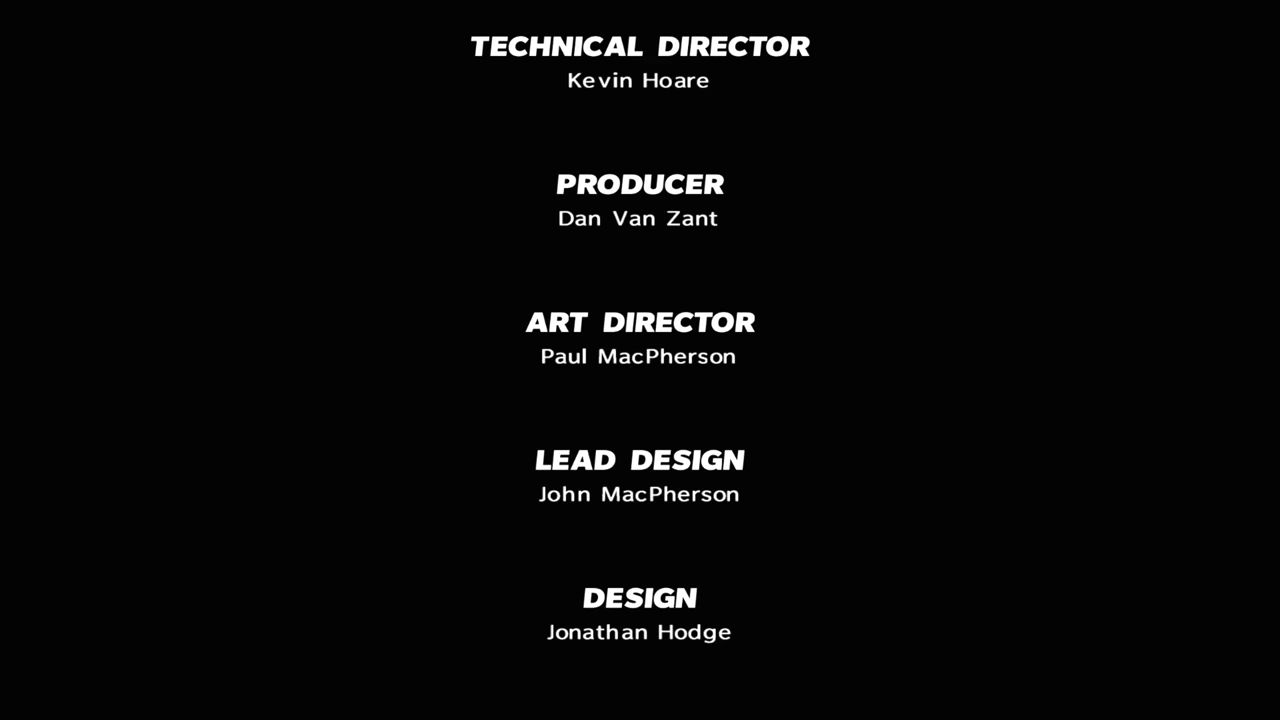 TECHNICAL DIRECTOR
Kevin Hoare
PRODUCER
Dan Van Zant
ART DIRECTOR
Paul MacPherson
LEAD DESIGN
John MacPherson
DESIGN
Jonathan Hodge